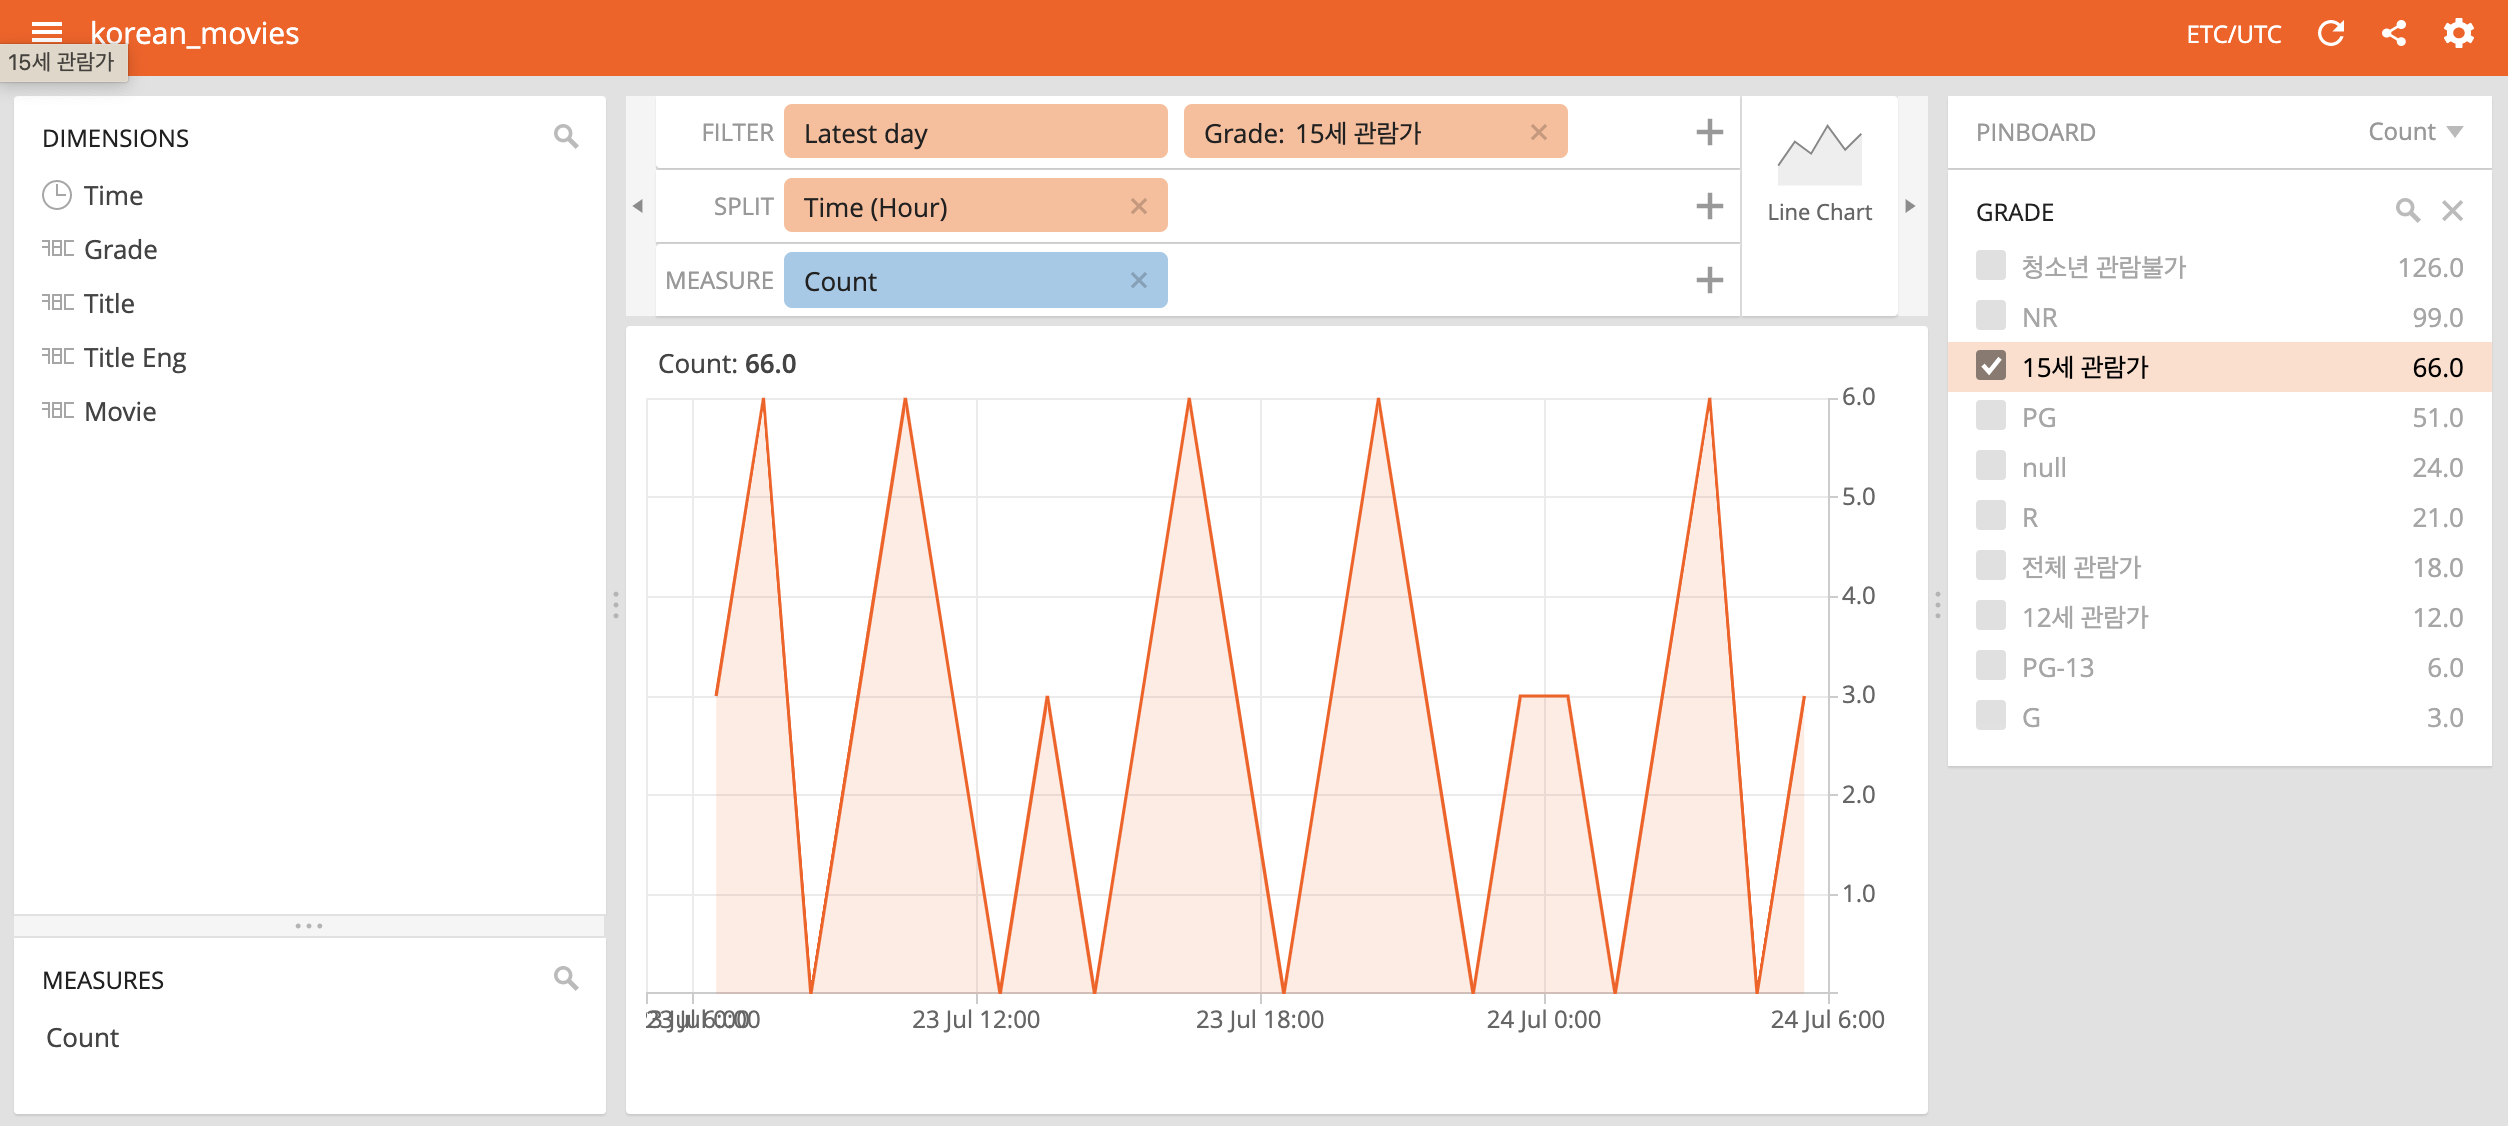 korean_movies
ETC/UTC
15세 관람가
DIMENSIONS
Time
Grade
Title
Title Eng
Movie
MEASURES
Count
FILTER
Latest day
Grade: 15세 관람가
SPLIT
Time (Hour)
MEASURE
Count
Line Chart
Count: 66.0
6.0
5.0
4.0
3.0
2.0
1.0
23 Jul 12:00
23 Jul 18:00
24 Jul 0:00
24 Jul 6:00
PINBOARD
Count
GRADE
청소년 관람불가 126.0
NR 99.0
15세 관람가 66.0
PG 51.0
null 24.0
R 21.0
전체 관람가 18.0
12세 관람가 12.0
PG-13 6.0
G 3.0